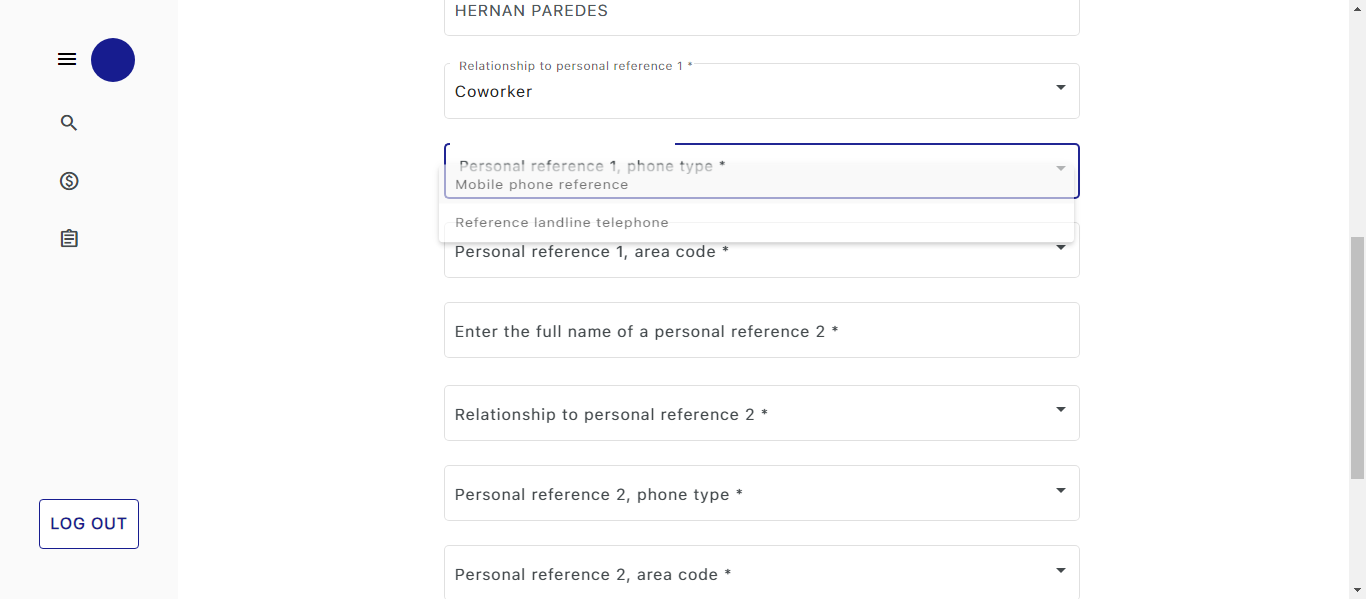 HERNAN PAREDES
Relationship to personal reference 1 *
Coworker
Personal reference 1, phone type *
Mobile phone reference
Reference landline telephone
Personal reference 1, area code *
Enter the full name of a personal reference 2 *
Relationship to personal reference 2 *
Personal reference 2, phone type *
LOG OUT
Personal reference 2, area code *